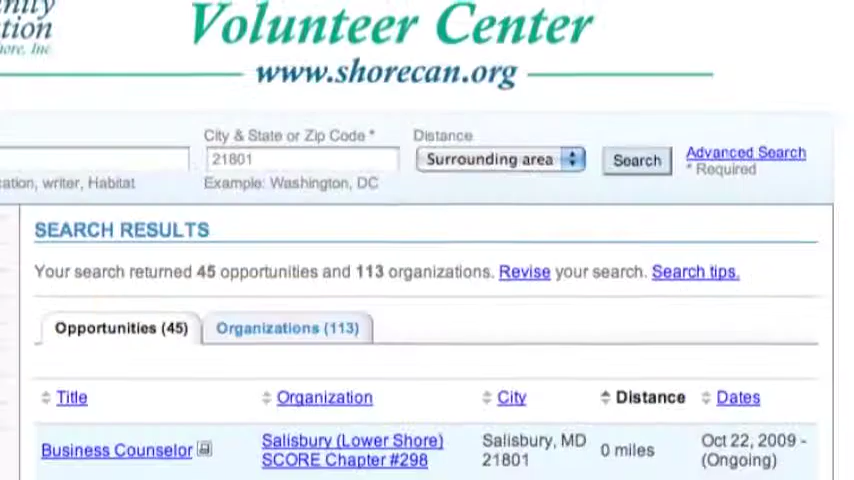 Volunteer Center
www.shorecan.org
City & State or Zip Code *
Distance
21801
Surrounding area
Search
Advanced Search
* Required
writer, Habitat
Example: Washington, DC
SEARCH RESULTS
Your search returned 45 opportunities and 113 organizations. Revise your search. Search tips.
Opportunities (45)
Organizations (113)
Title
Organization
City
Distance
Dates
Business Counselor
Salisbury (Lower Shore)
SCORE Chapter #298
Salisbury, MD
21801
0 miles
Oct 22, 2009 -
(Ongoing)